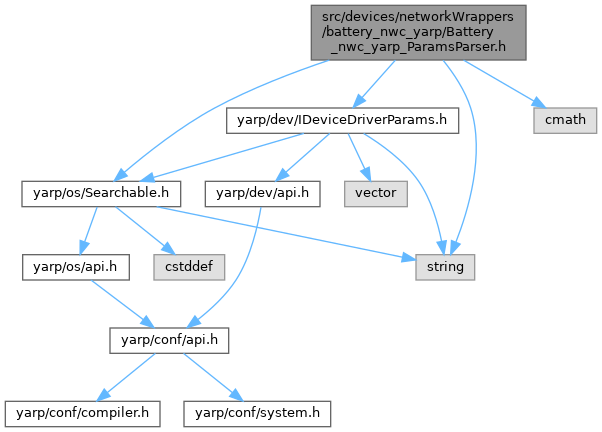 src/devices/networkWrappers
/battery_nwc_yarp/Battery
_nwc_yarp_ParamsParser.h
yarp/dev/IDeviceDriverParams.h
cmath
yarp/os/Searchable.h
yarp/dev/api.h
vector
yarp/os/api.h
cstddef
string
yarp/conf/api.h
yarp/conf/compiler.h
yarp/conf/system.h